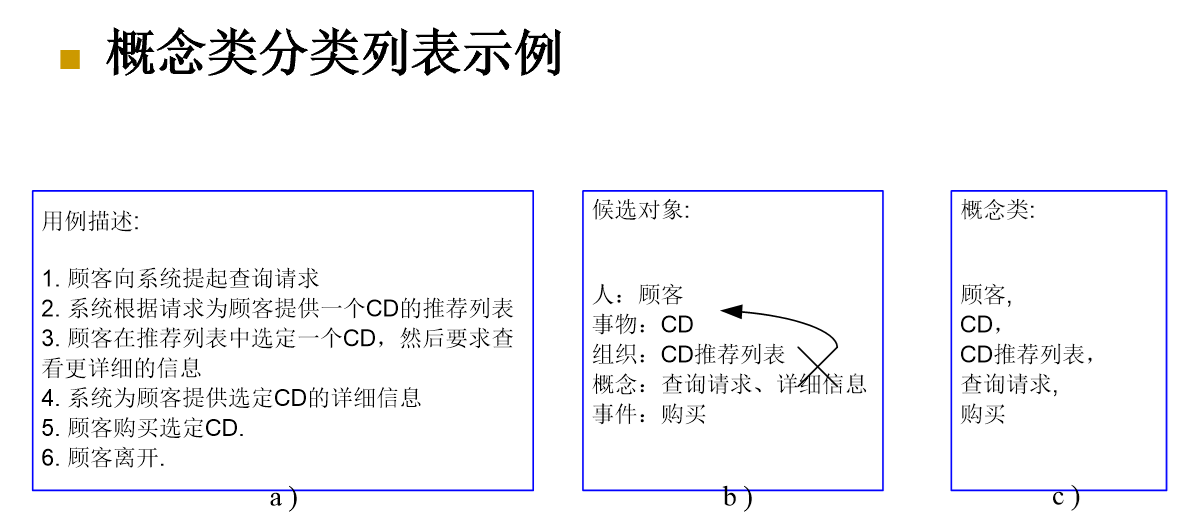 概念类分类列表示例
用例描述:
1. 顾客向系统提起查询请求
2. 系统根据请求为顾客提供一个CD的推荐列表
3. 顾客在推荐列表中选定一个CD，然后要求查
看更详细的信息
4. 系统为顾客提供选定CD的详细信息
5. 顾客购买选定CD.
6. 顾客离开.
a )
候选对象:
人：顾客
事物：CD
组织：CD推荐列表
概念：查询请求、详细信息
事件：购买
b )
概念类:
顾客,
CD，
CD推荐列表，
查询请求,
购买
c )